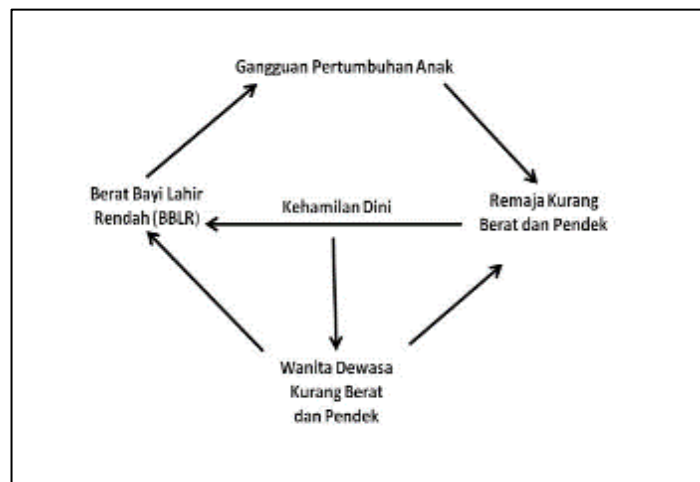 Gangguan Pertumbuhan Anak
Berat Bayi Lahir
Rendah (BBLR)
Kehamilan Dini
Remaja Kurang
Berat dan Pendek
Wanita Dewasa
Kurang Berat
dan Pendek